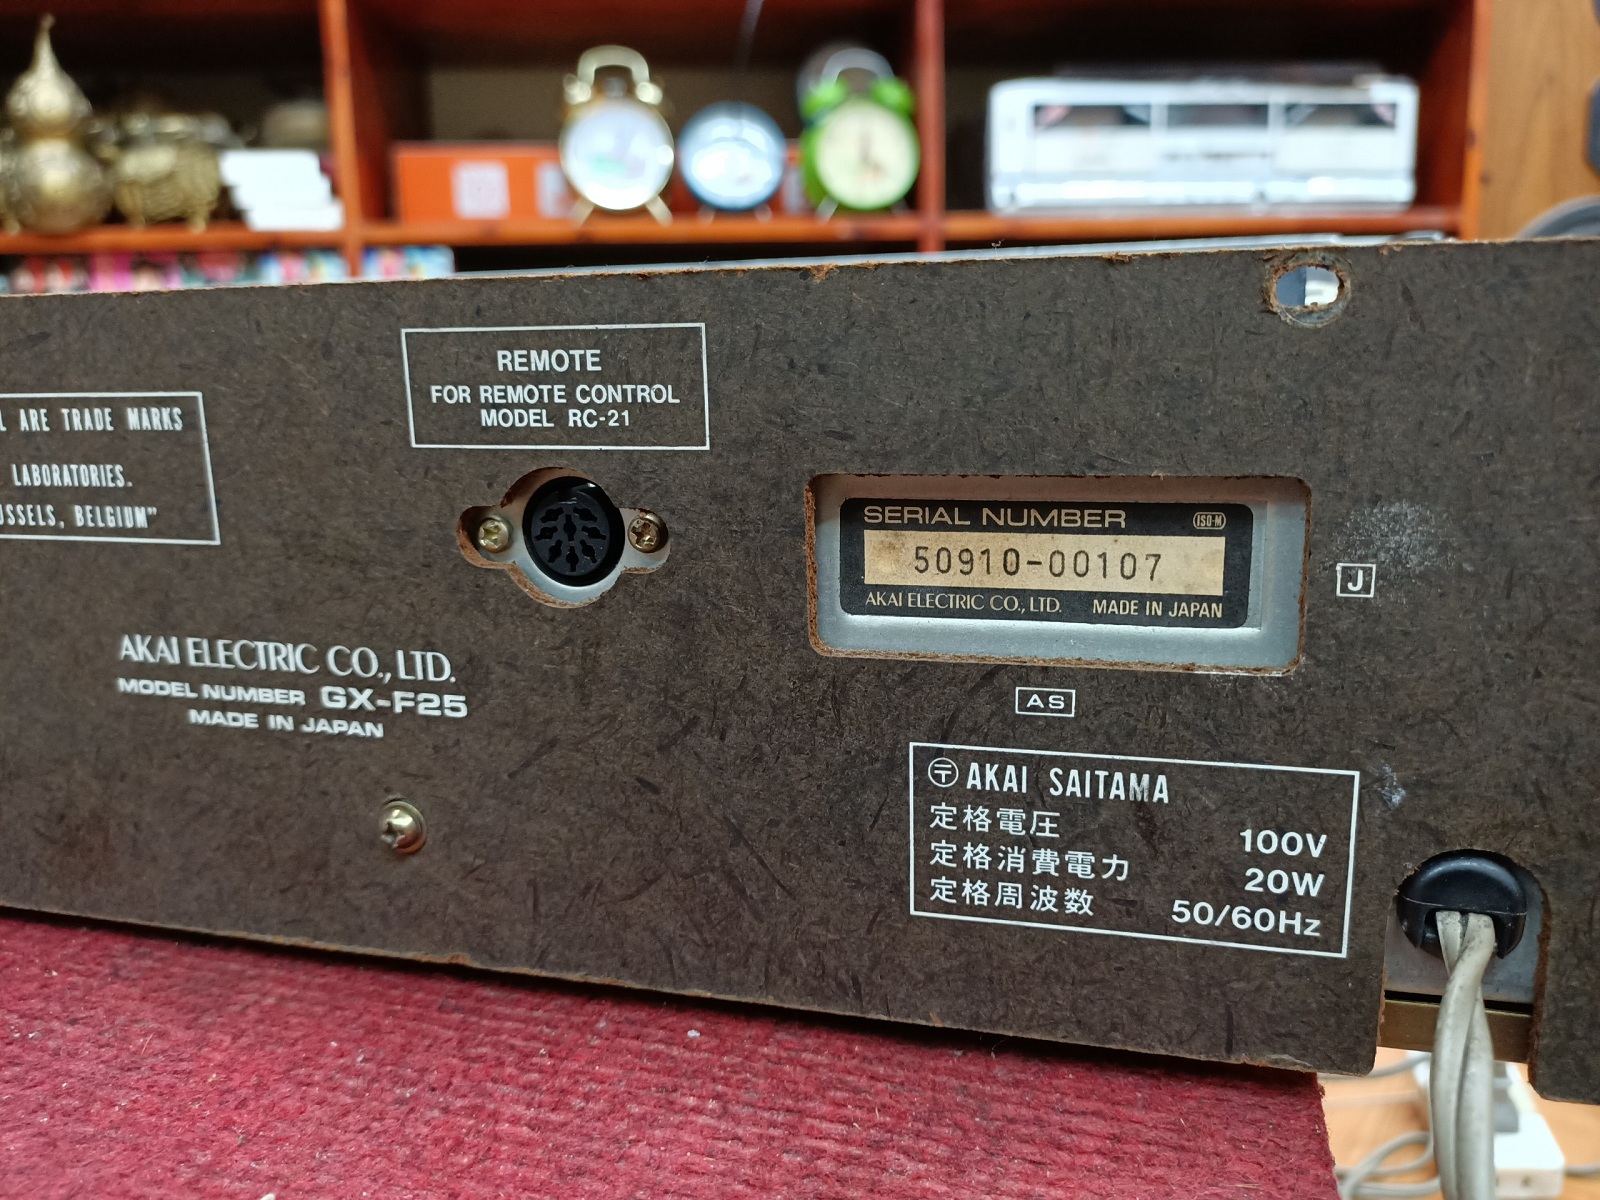 L ARE TRADE MARKS
LABORATORIES.
USSELS, BELGIUM"
REMOTE
FOR REMOTE CONTROL
MODEL RC-21
AKAI ELECTRIC CO., LTD.
MODEL NUMBER GX-F25
MADE IN JAPAN
SERIAL NUMBER ISO-M
50910-00107
AKAI ELECTRIC CO., LTD. MADE IN JAPAN
J
AS
〒 AKAI SAITAMA
定格電圧 100V
定格消費電力 20W
定格周波数 50/60Hz